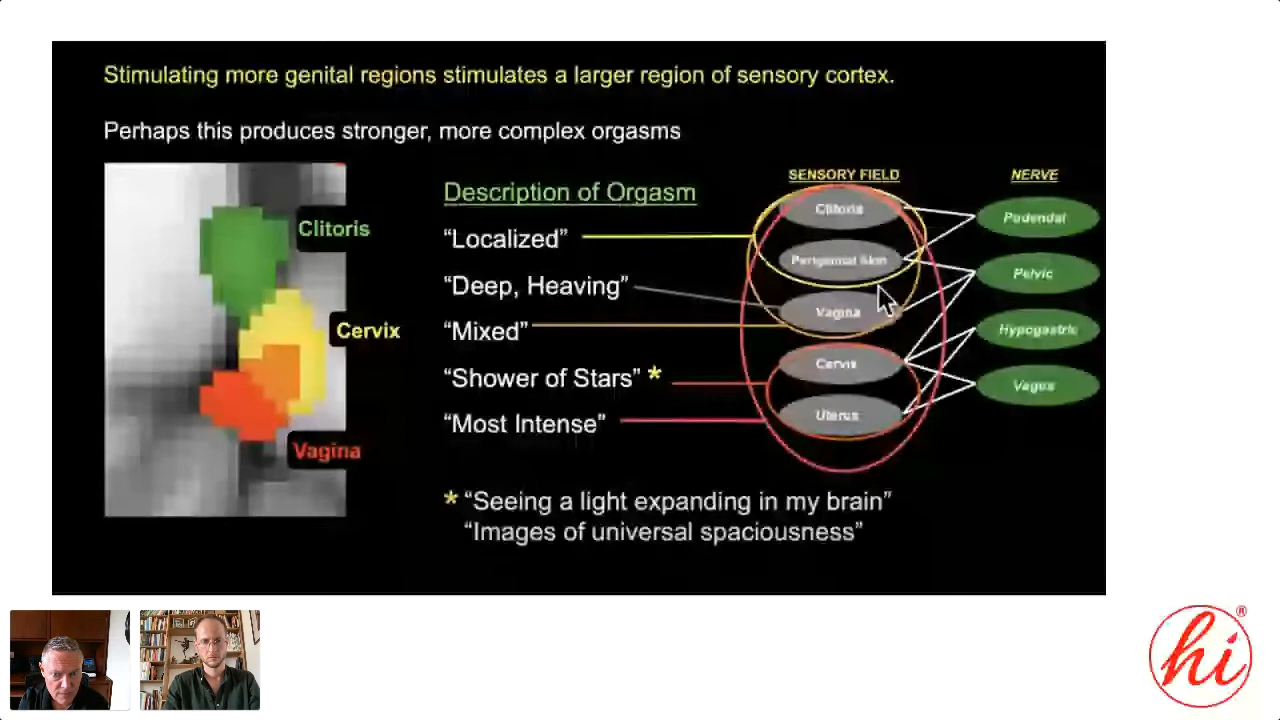 Stimulating more genital regions stimulates a larger region of sensory cortex.
Perhaps this produces stronger, more complex orgasms
Clitoris
Cervix
Vagina
Description of Orgasm
“Localized”
“Deep, Heaving”
“Mixed”
“Shower of Stars” *
“Most Intense”
* “Seeing a light expanding in my brain”
“Images of universal spaciousness”
SENSORY FIELD
Clitoris
Perigenital Skin
Vagina
Cervix
Uterus
NERVE
Pudendal
Pelvic
Hypogastric
Vagus
hi®